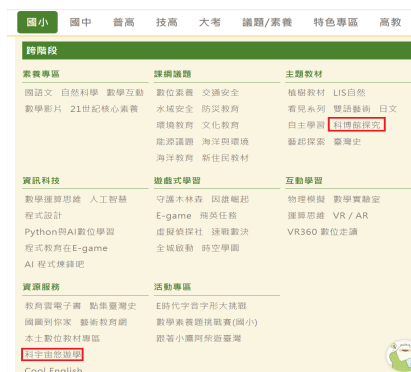 國小 國中 普高 技高 大考 議題/素養 特色專區 高教
跨階段
素養專區
國語文 自然科學 數學互動
數學影片 21世紀核心素養
課綱議題
數位素養 交通安全
水域安全 防災教育
環境教育 文化教育
能源議題 海洋與環境
海洋教育 新住民教材
主題教材
植樹教材 LIS自然
看見系列 雙語藝術 日文
自主學習 科博館探究
藝起探索 臺灣史
資訊科技
數學運算思維 人工智慧
程式設計
Python與AI數位學習
程式教育在E-game
AI 程式煉鋒吧
遊戲式學習
守護木林森 因雄崛起
E-game 飛英任務
虛擬偵探社 速戰數決
全城啟動 時空學園
互動學習
物理模擬 數學實驗室
運算思維 VR / AR
VR360 數位走讀
資源服務
教育雲電子書 點集臺灣史
國圖到你家 藝術教育網
本土數位教材專區
科宇宙悠遊學
Cool English
活動專區
E時代字音字形大挑戰
數學素養題挑戰賽(國小)
跟著小鷹阿榮遊臺灣